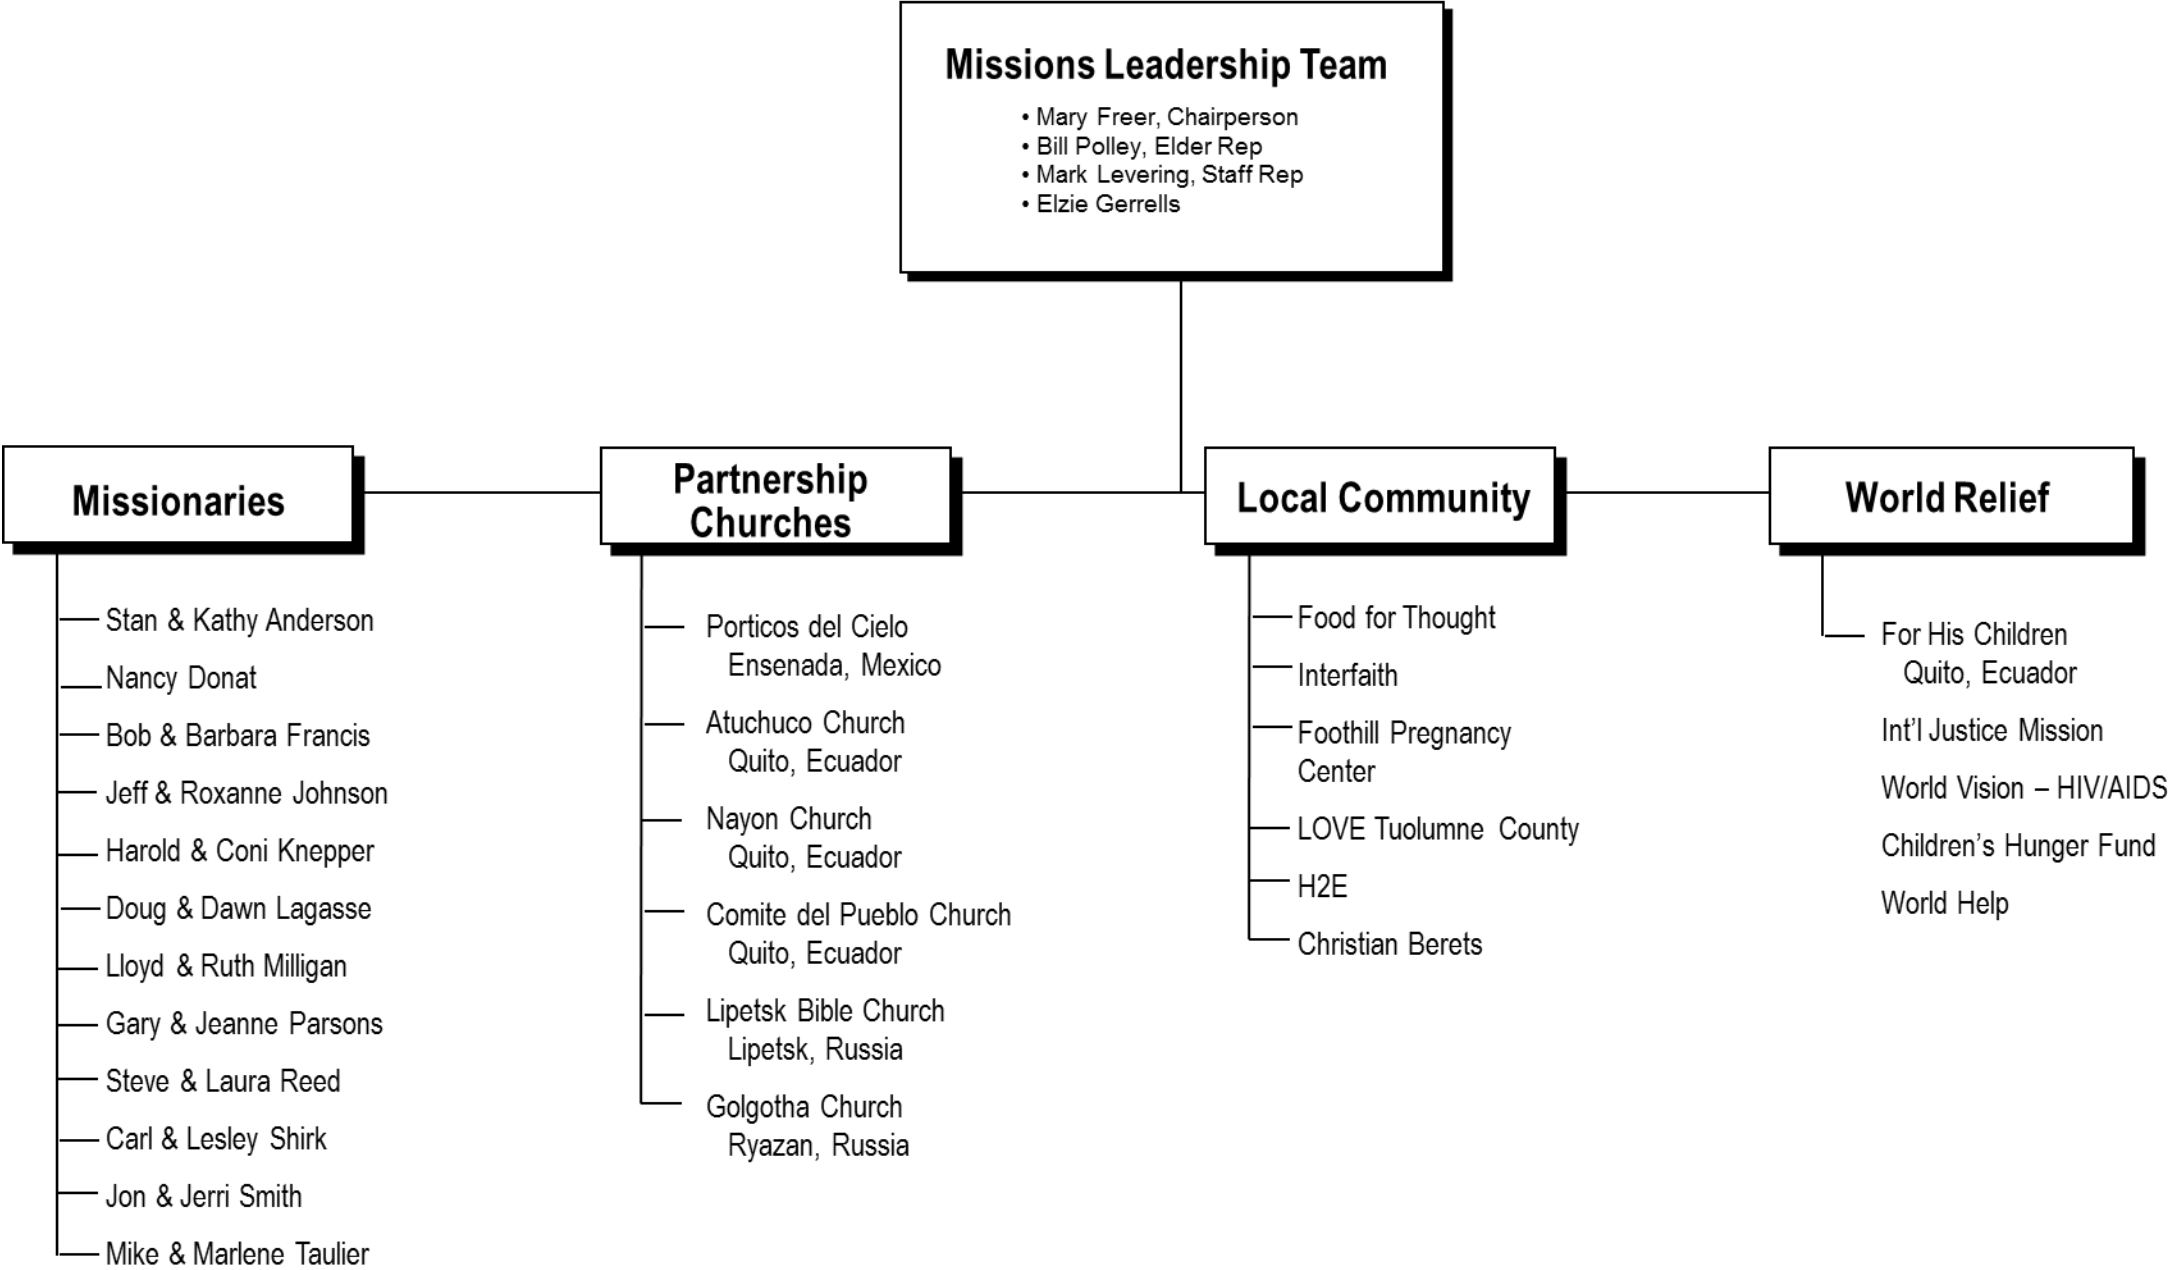 Missions Leadership Team
• Mary Freer, Chairperson
• Bill Polley, Elder Rep
• Mark Levering, Staff Rep
• Elzie Gerrells
Missionaries
Stan & Kathy Anderson
Nancy Donat
Bob & Barbara Francis
Jeff & Roxanne Johnson
Harold & Coni Knepper
Doug & Dawn Lagasse
Lloyd & Ruth Milligan
Gary & Jeanne Parsons
Steve & Laura Reed
Carl & Lesley Shirk
Jon & Jerri Smith
Mike & Marlene Taulier
Partnership
Churches
Porticos del Cielo
Ensenada, Mexico
Atuchuco Church
Quito, Ecuador
Nayon Church
Quito, Ecuador
Comite del Pueblo Church
Quito, Ecuador
Lipetsk Bible Church
Lipetsk, Russia
Golgotha Church
Ryazan, Russia
Local Community
Food for Thought
Interfaith
Foothill Pregnancy
Center
LOVE Tuolumne County
H2E
Christian Berets
World Relief
For His Children
Quito, Ecuador
Int’l Justice Mission
World Vision – HIV/AIDS
Children’s Hunger Fund
World Help